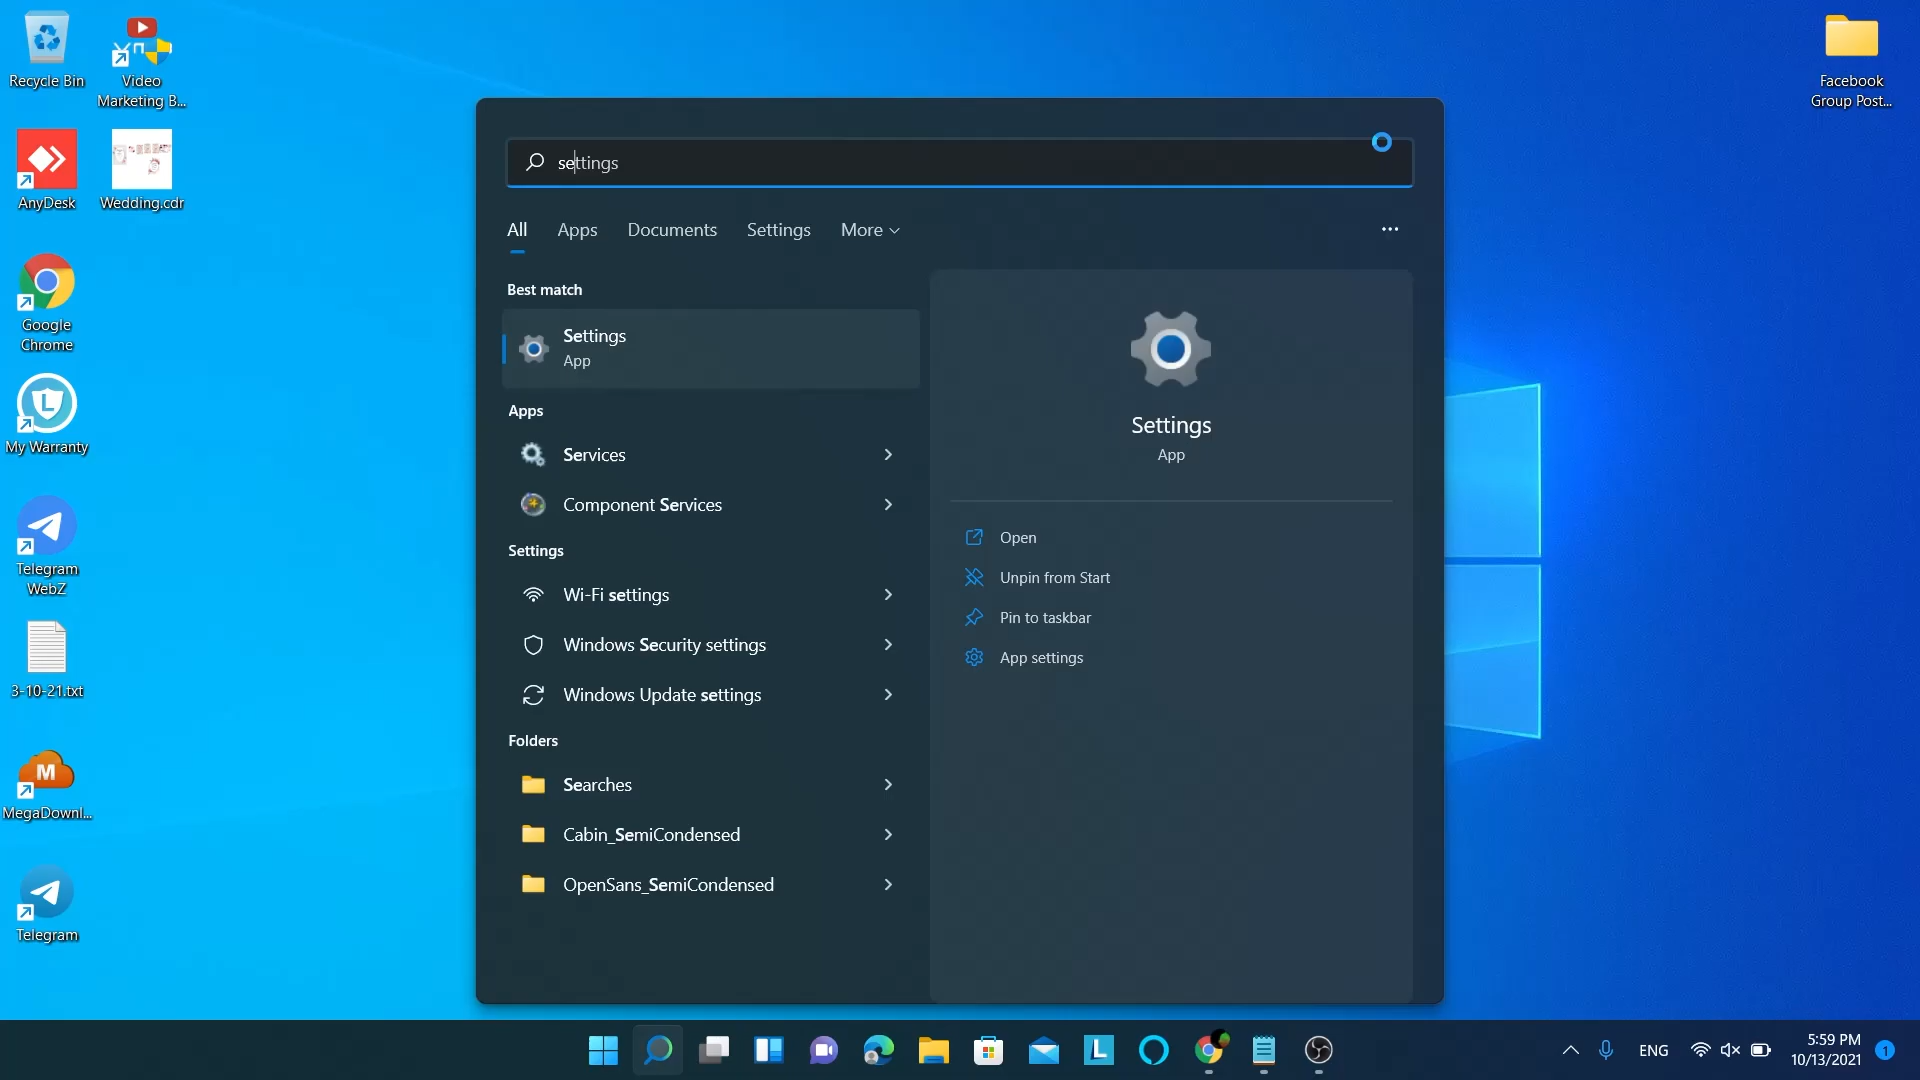 Recycle Bin
Video
Marketing B...
AnyDesk
Wedding.cdr
Google
Chrome
My Warranty
Telegram
WebZ
3-10-21.txt
MegaDownl...
Telegram
Facebook
Group Post...
settings
All
Apps
Documents
Settings
More
Best match
Settings
App
Apps
Services
Component Services
Settings
Wi-Fi settings
Windows Security settings
Windows Update settings
Folders
Searches
Cabin_SemiCondensed
OpenSans_SemiCondensed
Settings
App
Open
Unpin from Start
Pin to taskbar
App settings
ENG
5:59 PM
10/13/2021
1